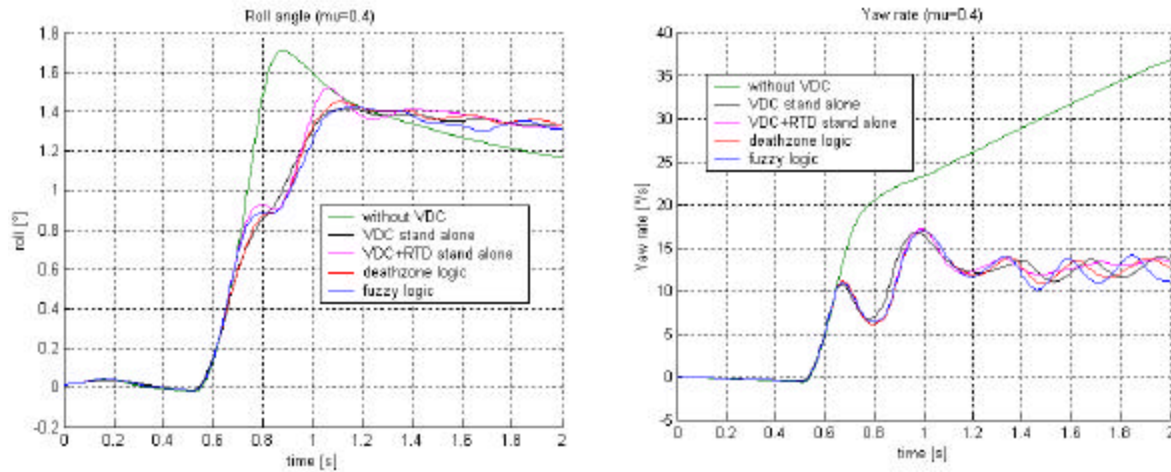 Roll angle (mu=0.4)
1.8
1.6
1.4
1.2
1
0.8
0.6
0.4
0.2
0
-0.2
roll [°]
without VDC
VDC stand alone
VDC+RTD stand alone
deathzone logic
fuzzy logic
0 0.2 0.4 0.6 0.8 1 1.2 1.4 1.6 1.8 2
time [s]
Yaw rate (mu=0.4)
40
35
30
25
20
15
10
5
0
-5
Yaw rate [°/s]
without VDC
VDC stand alone
VDC+RTD stand alone
deathzone logic
fuzzy logic
0 0.2 0.4 0.6 0.8 1 1.2 1.4 1.6 1.8 2
time [s]